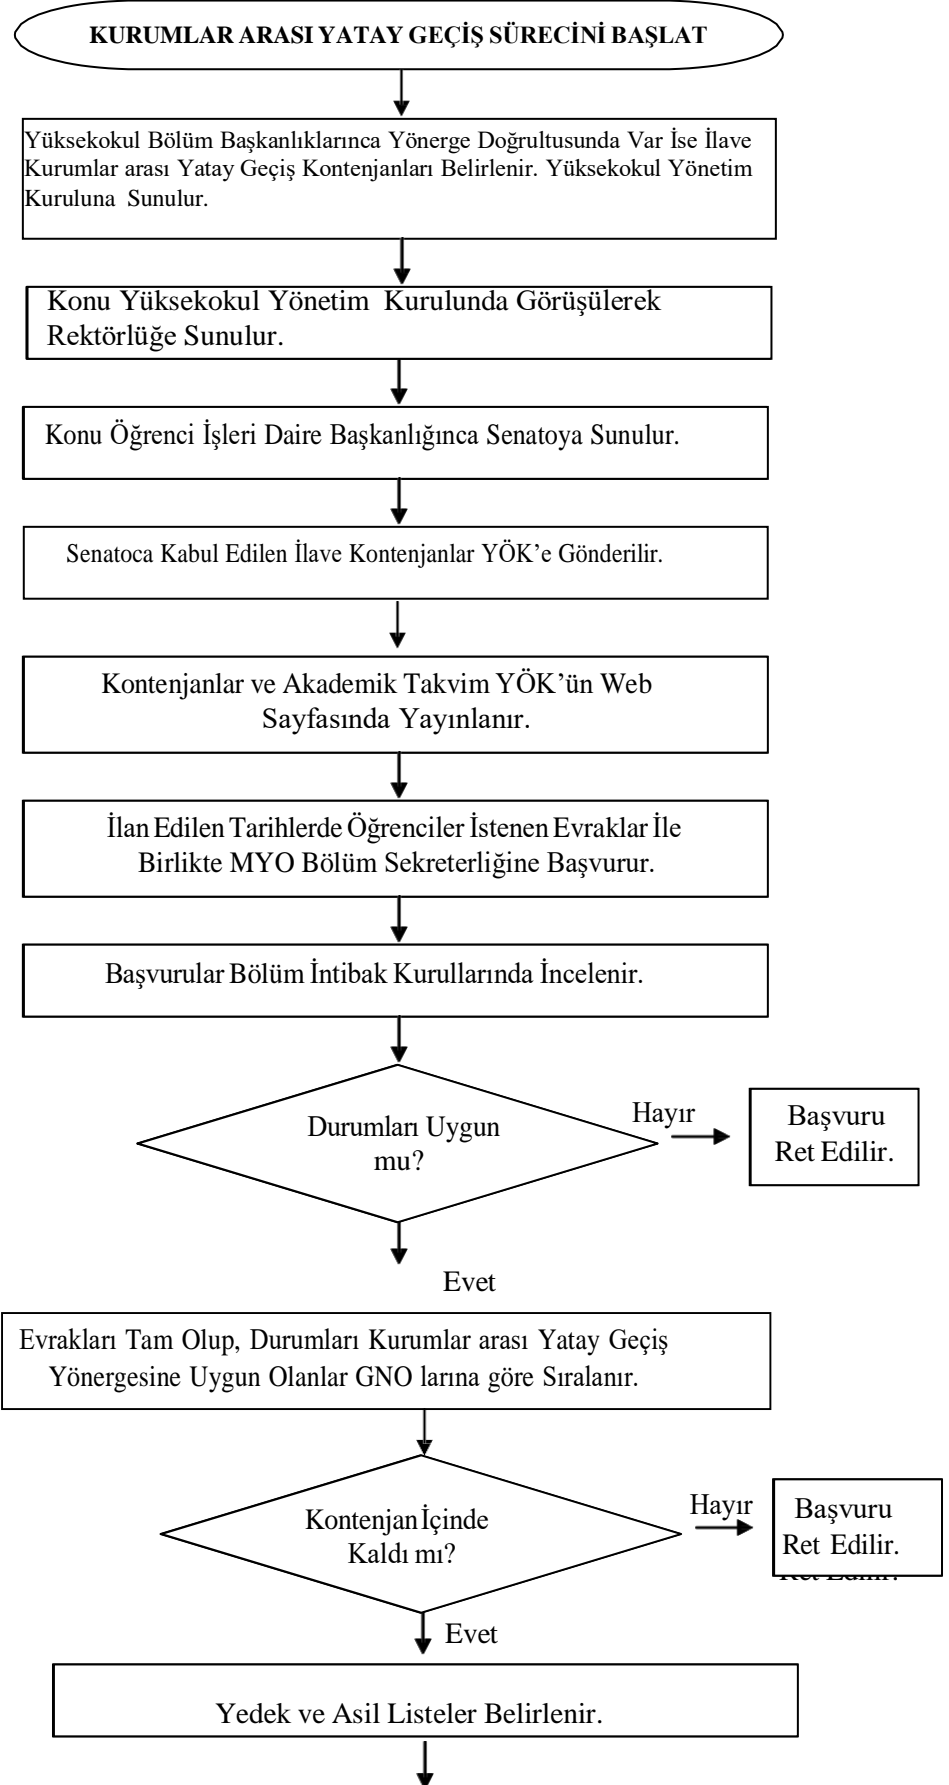 KURUMLAR ARASI YATAY GEÇİŞ SÜRECİNİ BAŞLAT
Yüksekokul Bölüm Başkanlıklarınca Yönerge Doğrultusunda Var İse İlave
Kurumlar arası Yatay Geçiş Kontenjanları Belirlenir. Yüksekokul Yönetim
Kuruluna Sunulur.
Konu Yüksekokul Yönetim Kurulunda Görüşülerek
Rektörlüğe Sunulur.
Konu Öğrenci İşleri Daire Başkanlığınca Senatoya Sunulur.
Senatoca Kabul Edilen İlave Kontenjanlar YÖK’e Gönderilir.
Kontenjanlar ve Akademik Takvim YÖK’ün Web
Sayfasında Yayınlanır.
İlan Edilen Tarihlerde Öğrenciler İstenen Evraklar İle
Birlikte MYO Bölüm Sekreterliğine Başvurur.
Başvurular Bölüm İntibak Kurullarında İncelenir.
Durumları Uygun
mu?
Hayır
Başvuru
Ret Edilir.
Evet
Evrakları Tam Olup, Durumları Kurumlar arası Yatay Geçiş
Yönergesine Uygun Olanlar GNO larına göre Sıralanır.
Kontenjan İçinde
Kaldı mı?
Hayır
Başvuru
Ret Edilir.
Evet
Yedek ve Asil Listeler Belirlenir.